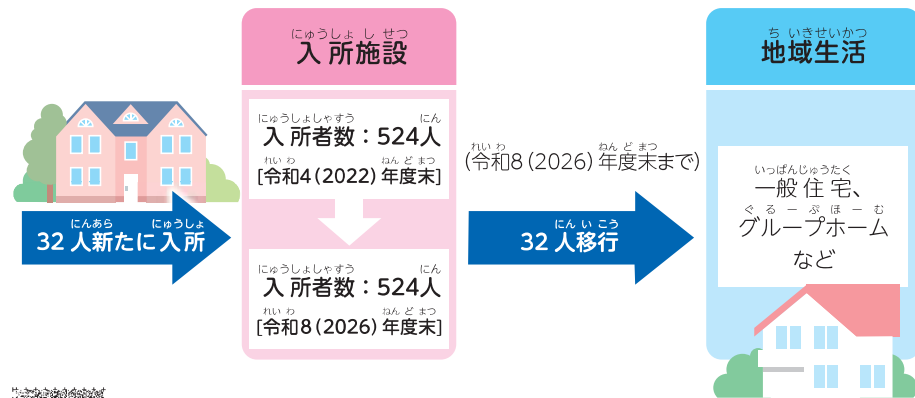 にゅうしょ し せつ
入所施設
ち いきせいかつ
地域生活
にゅうしょしゃすう にん
入所者数：524人
れい わ ねん ど まつ
[令和4（2022）年度末]
れい わ ねん ど まつ
(令和8（2026）年度末まで)
いっぱんじゅうたく
一般住宅、
ぐ る ー ぷ ほ ー む
グループホーム
など
にんあら にゅうしょ
32人新たに入所
にん い こう
32人移行
にゅうしょしゃすう にん
入所者数：524人
れい わ ねん ど まつ
[令和8（2026）年度末]